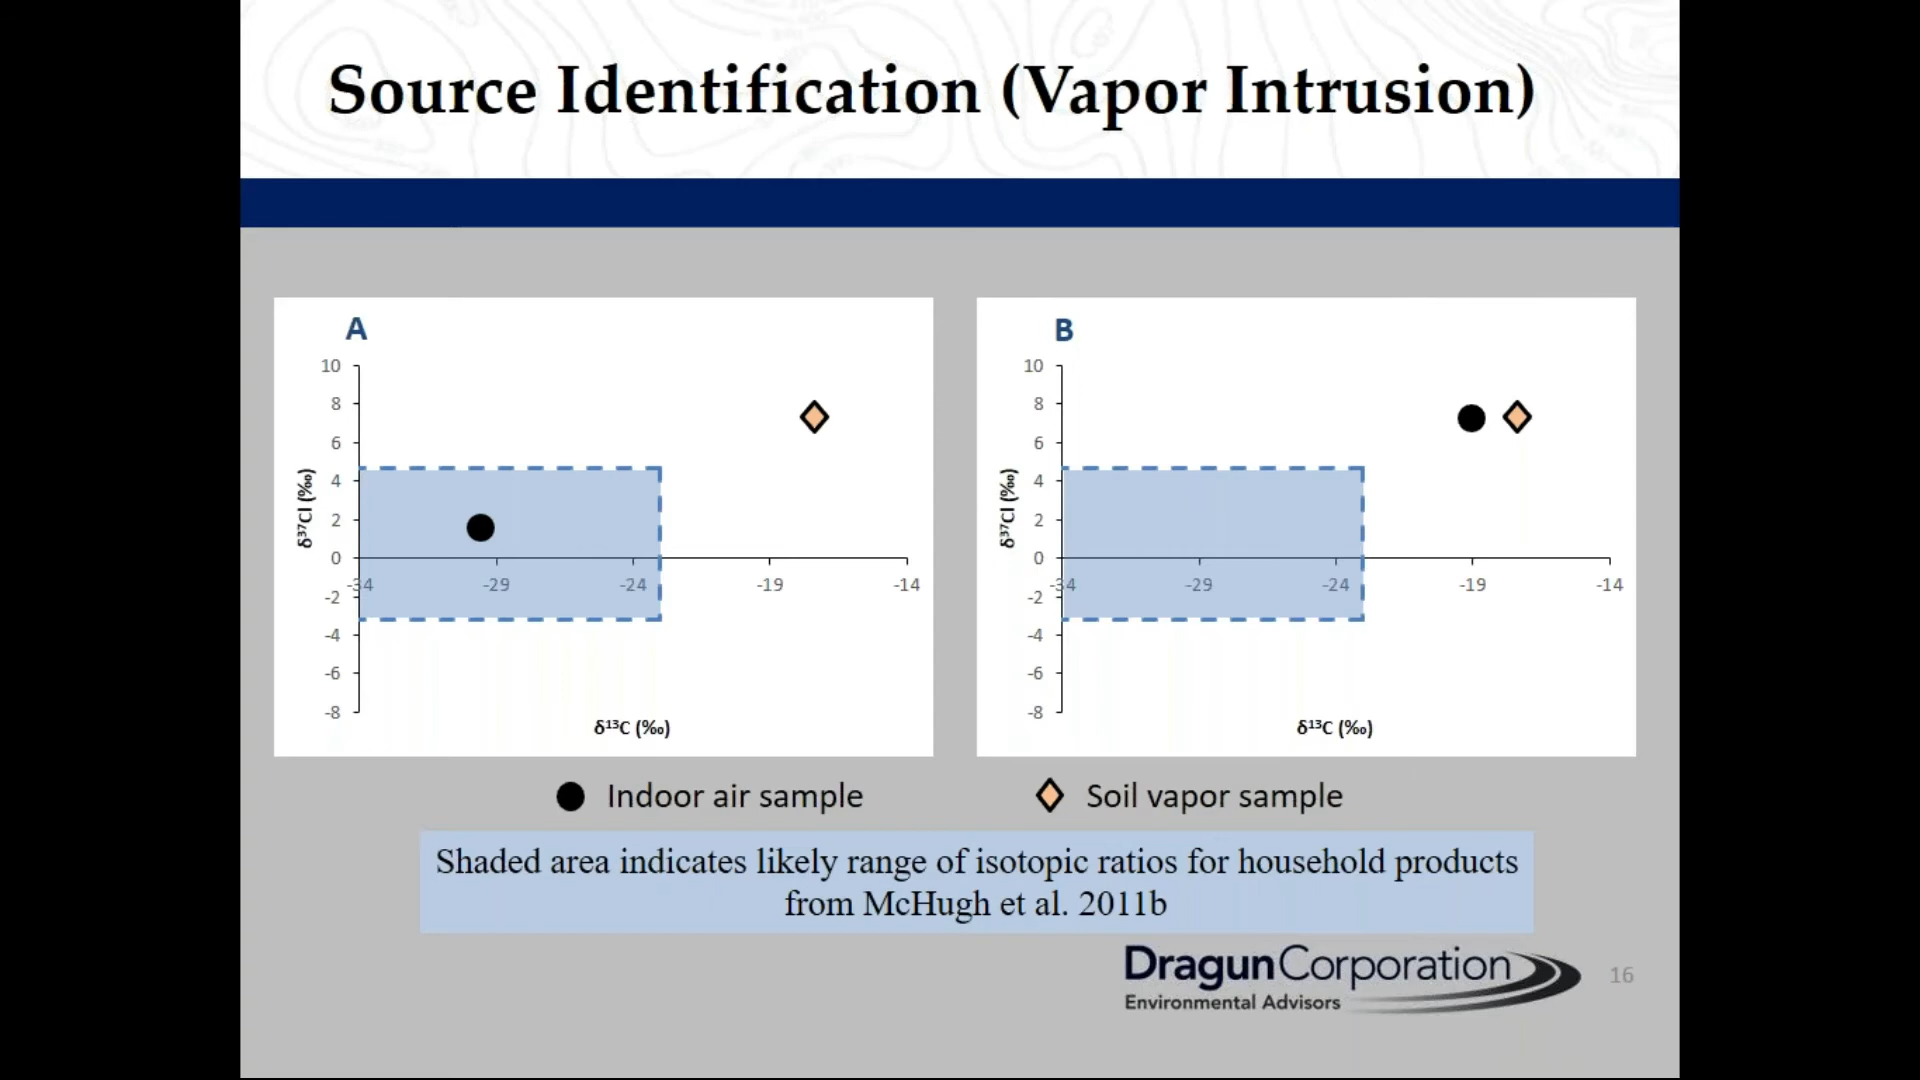 Source Identification (Vapor Intrusion)
A
10
8
6
4
2
0
-2
-4
-6
-8
-34
-29
-24
-19
-14
δ³⁷Cl (‰)
δ¹³C (‰)
B
10
8
6
4
2
0
-2
-4
-6
-8
-34
-29
-24
-19
-14
δ³⁷Cl (‰)
δ¹³C (‰)
Indoor air sample
Soil vapor sample
Shaded area indicates likely range of isotopic ratios for household products
from McHugh et al. 2011b
DragunCorporation
Environmental Advisors
16